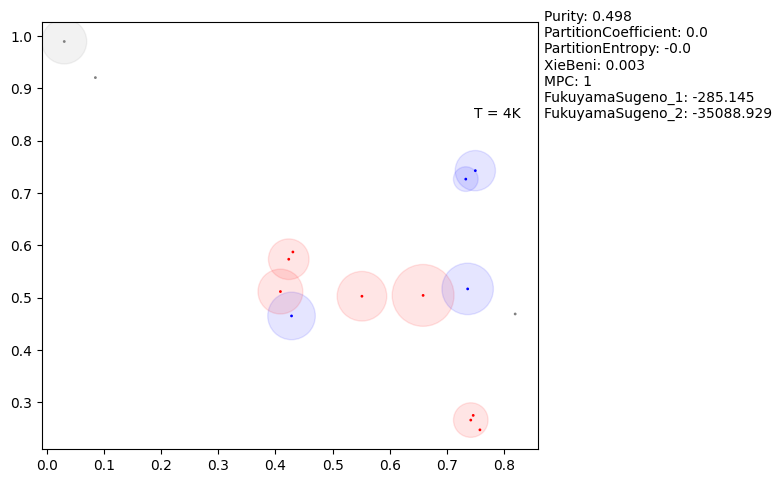 Purity: 0.498
PartitionCoefficient: 0.0
PartitionEntropy: -0.0
XieBeni: 0.003
MPC: 1
FukuyamaSugeno_1: -285.145
FukuyamaSugeno_2: -35088.929
T = 4K
1.0
0.9
0.8
0.7
0.6
0.5
0.4
0.3
0.0 0.1 0.2 0.3 0.4 0.5 0.6 0.7 0.8